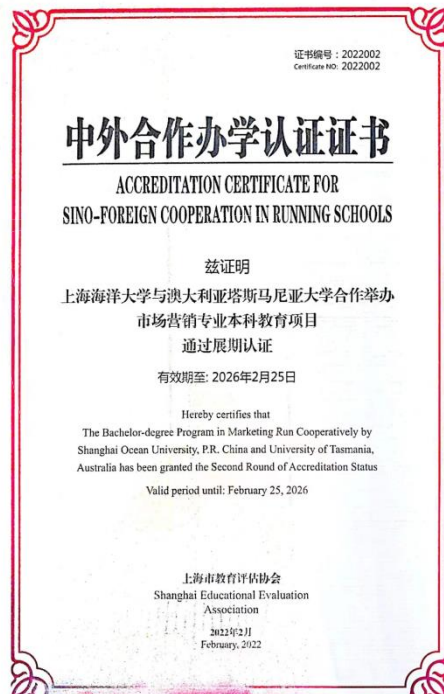 证书编号：2022002
Certificate NO: 2022002
中外合作办学认证证书
ACCREDITATION CERTIFICATE FOR
SINO-FOREIGN COOPERATION IN RUNNING SCHOOLS
兹证明
上海海洋大学与澳大利亚塔斯马尼亚大学合作举办
市场营销专业本科教育项目
通过展期认证
有效期至: 2026年2月25日
Hereby certifies that
The Bachelor-degree Program in Marketing Run Cooperatively by
Shanghai Ocean University, P.R. China and University of Tasmania,
Australia has been granted the Second Round of Accreditation Status
Valid period until: February 25, 2026
上海市教育评估协会
Shanghai Educational Evaluation
Association
2022年2月
February, 2022